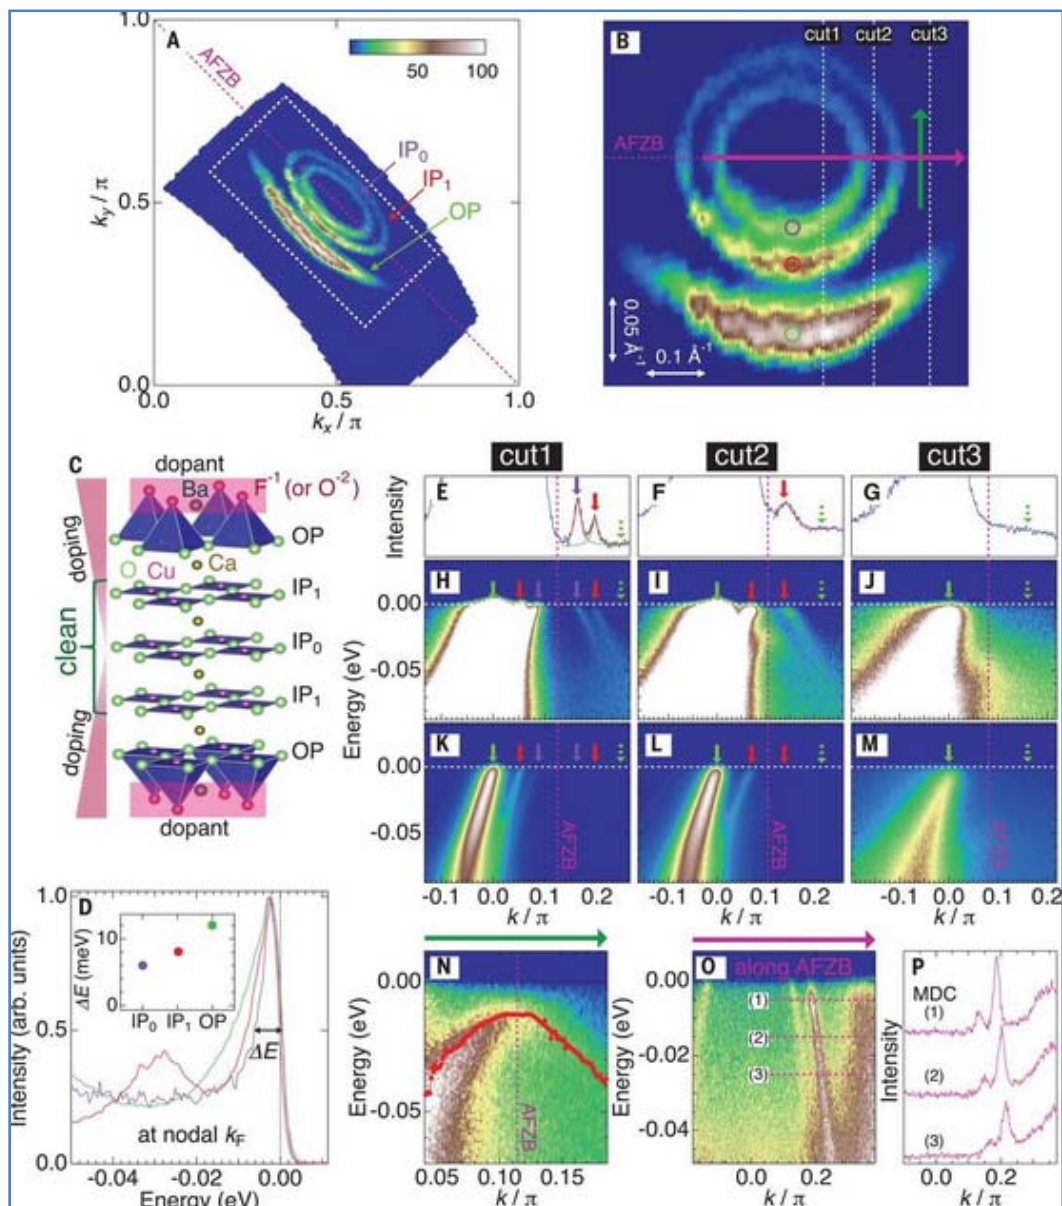 1.0
A
AFZB
50 100
IP0
IP1
OP
0.5
0.0
ky / π
0.0 0.5 1.0
kx / π
B
cut1 cut2 cut3
AFZB
0.05 Å-1
0.1 Å-1
C
dopant
Ba
F-1 (or O-2)
OP
doping
O Cu Ca
IP1
clean
IP0
IP1
doping
OP
dopant
cut1
cut2
cut3
E
F
G
Intensity
H
I
J
0.00
-0.05
Energy (eV)
K
L
M
0.00
-0.05
AFZB
AFZB
AFZB
-0.1 0.0 0.1 0.2
-0.1 0.0 0.1 0.2
-0.1 0.0 0.1 0.2
k / π
k / π
k / π
D
1.0
0.5
0.0
Intensity (arb. units)
ΔE (meV)
10
0
IP0 IP1 OP
ΔE
at nodal kF
-0.04 -0.02 0.00
Energy (eV)
N
0.00
-0.05
Energy (eV)
AFZB
0.05 0.1 0.15
k / π
O
along AFZB
0.00
-0.02
-0.04
Energy (eV)
(1)
(2)
(3)
0.0 0.2
k / π
P
MDC
(1)
(2)
(3)
Intensity
0.0 0.2
k / π